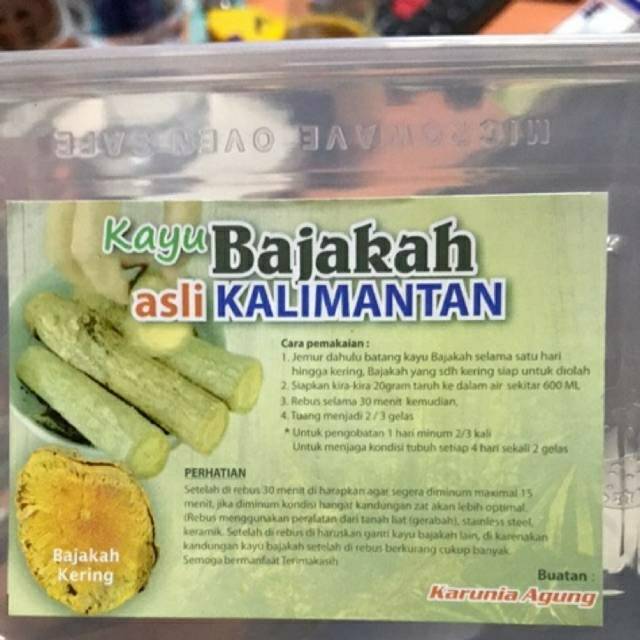 MICROWAVE OVEN SAFE
Kayu Bajakah
asli KALIMANTAN
Cara pemakaian :
1. Jemur dahulu batang kayu Bajakah selama satu hari
hingga kering, Bajakah yang sdh kering siap untuk diolah
2. Siapkan kira-kira 20gram taruh ke dalam air sekitar 600 ML
3. Rebus selama 30 menit kemudian,
4. Tuang menjadi 2 / 3 gelas
* Untuk pengobatan 1 hari minum 2/3 kali
Untuk menjaga kondisi tubuh setiap 4 hari sekali 2 gelas
PERHATIAN
Setelah di rebus 30 menit di harapkan agar segera diminum maximal 15
menit, jika diminum kondisi hangat kandungan zat akan lebih optimal.
(Rebus menggunakan peralatan dari tanah liat (gerabah), stainless steel,
keramik. Setelah di rebus di haruskan ganti kayu bajakah lain, di karenakan
kandungan kayu bajakah setelah di rebus berkurang cukup banyak.
Semoga bermanfaat Terimakasih
Bajakah
Kering
Buatan :
Karunia Agung